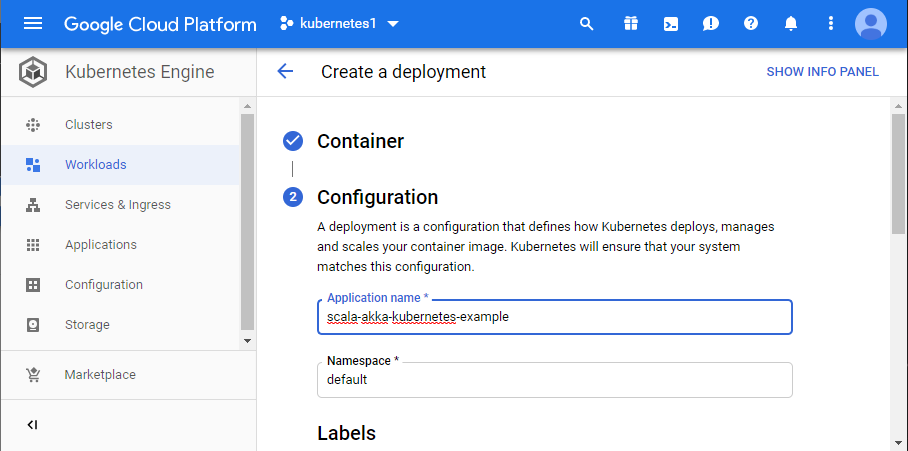 Google Cloud Platform
kubernetes1
Kubernetes Engine
Create a deployment
SHOW INFO PANEL
Clusters
Workloads
Services & Ingress
Applications
Configuration
Storage
Marketplace
Container
2
Configuration
A deployment is a configuration that defines how Kubernetes deploys, manages
and scales your container image. Kubernetes will ensure that your system
matches this configuration.
Application name *
scala-akka-kubernetes-example
Namespace *
default
Labels